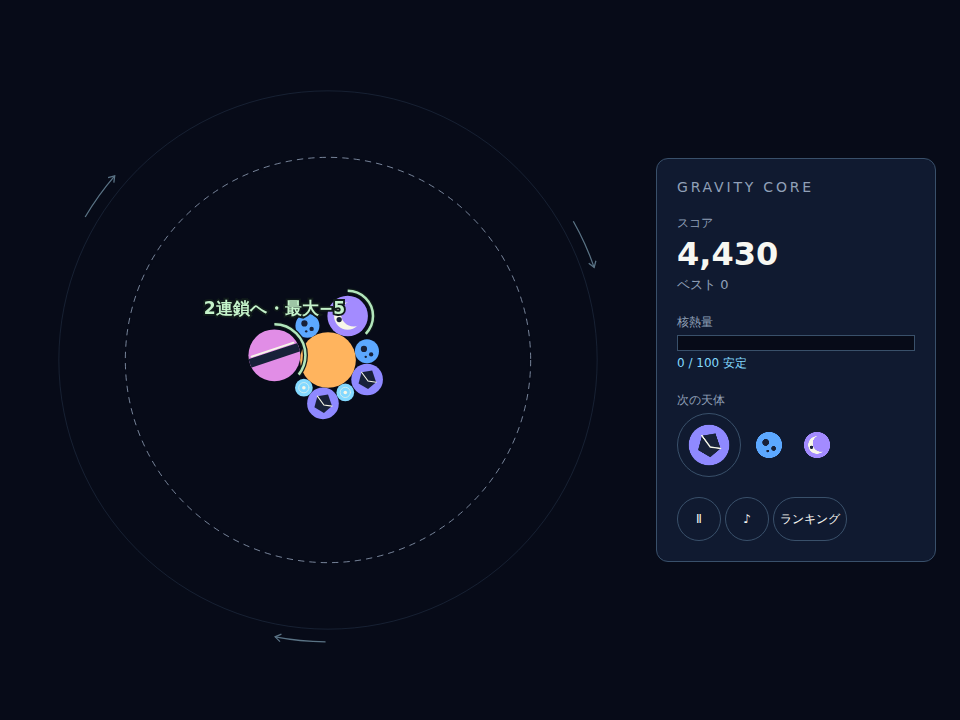 2連鎖へ・最大−5
GRAVITY CORE
スコア
4,430
ベスト 0
核熱量
0 / 100 安定
次の天体
Ⅱ
♪
ランキング